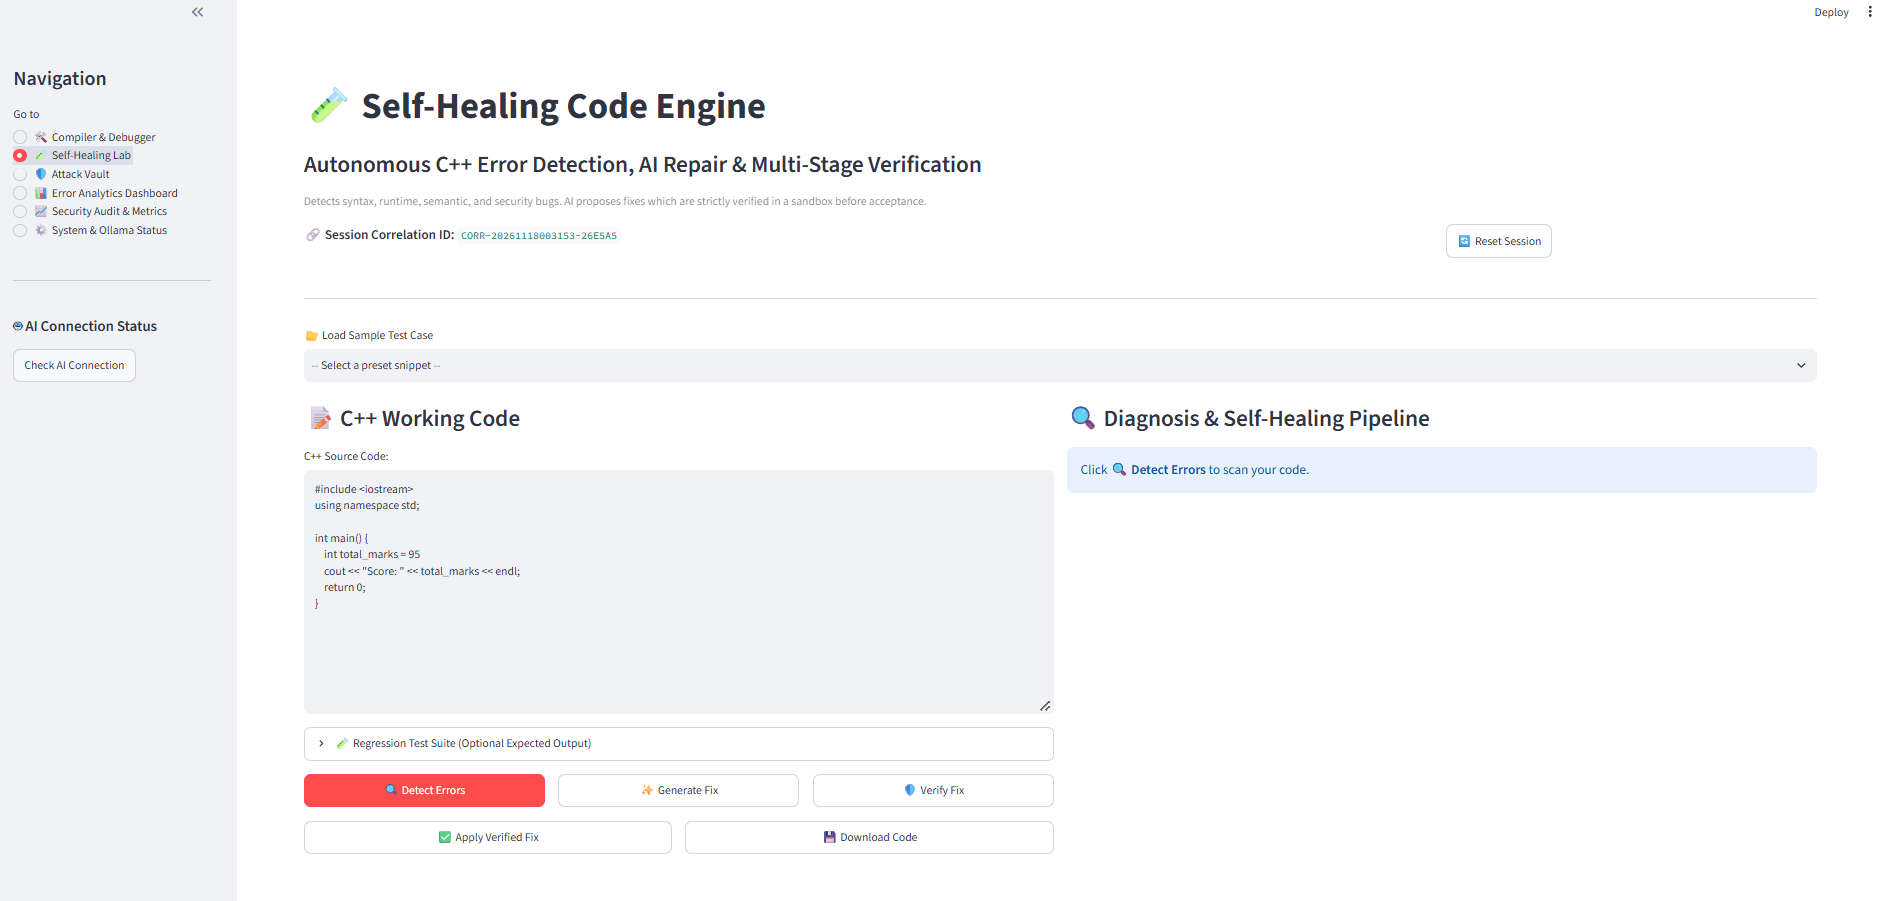 Deploy
Navigation
Go to
Compiler & Debugger
Self-Healing Lab
Attack Vault
Error Analytics Dashboard
Security Audit & Metrics
System & Ollama Status
AI Connection Status
Check AI Connection
Self-Healing Code Engine
Autonomous C++ Error Detection, AI Repair & Multi-Stage Verification
Detects syntax, runtime, semantic, and security bugs. AI proposes fixes which are strictly verified in a sandbox before acceptance.
Session Correlation ID: CORR-20261118003153-26E5A5
Reset Session
Load Sample Test Case
-- Select a preset snippet --
C++ Working Code
C++ Source Code:
#include <iostream>
using namespace std;
int main() {
    int total_marks = 95
    cout << "Score: " << total_marks << endl;
    return 0;
}
Regression Test Suite (Optional Expected Output)
Detect Errors
Generate Fix
Verify Fix
Apply Verified Fix
Download Code
Diagnosis & Self-Healing Pipeline
Click 🔍 Detect Errors to scan your code.